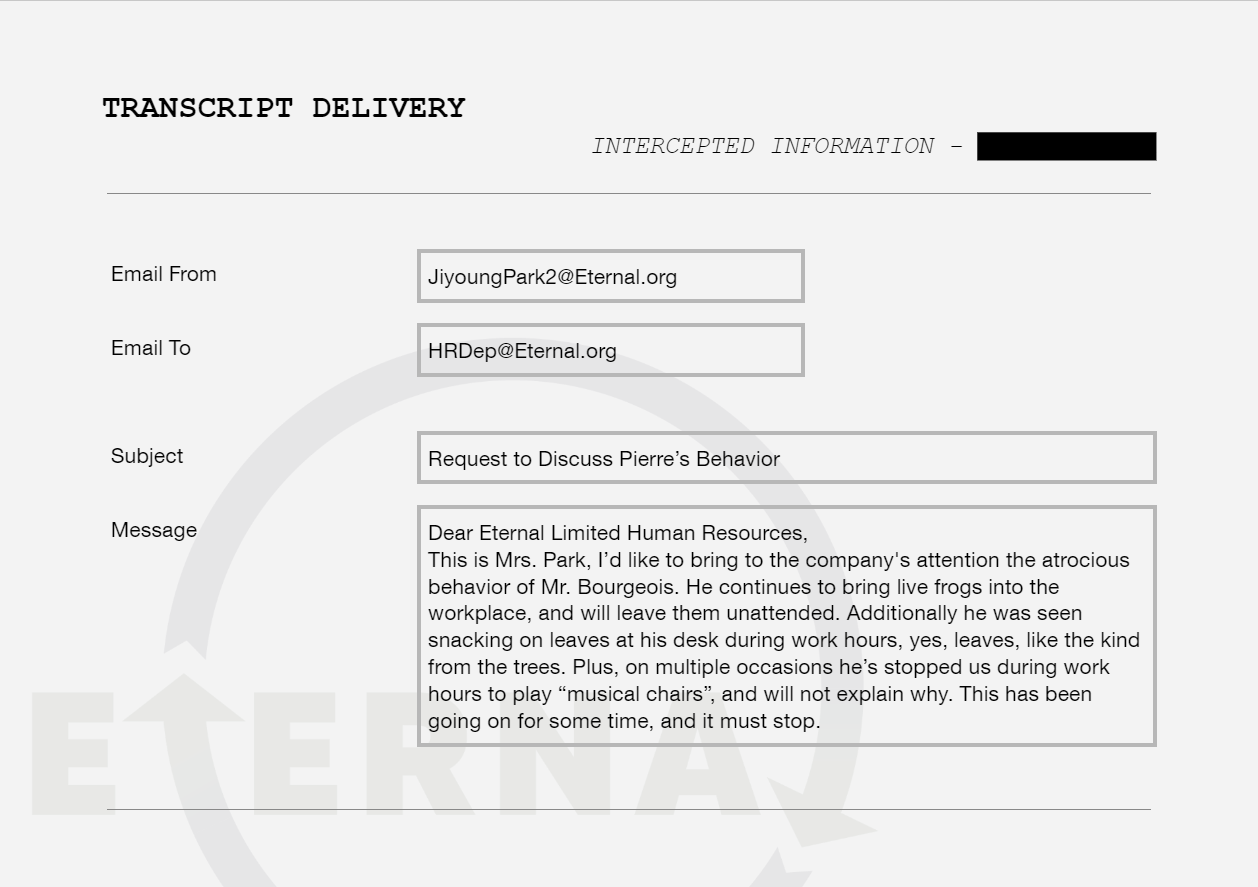 TRANSCRIPT DELIVERY
INTERCEPTED INFORMATION -
Email From
JiyoungPark2@Eternal.org
Email To
HRDep@Eternal.org
Subject
Request to Discuss Pierre’s Behavior
Message
Dear Eternal Limited Human Resources,
This is Mrs. Park, I’d like to bring to the company's attention the atrocious
behavior of Mr. Bourgeois. He continues to bring live frogs into the
workplace, and will leave them unattended. Additionally he was seen
snacking on leaves at his desk during work hours, yes, leaves, like the kind
from the trees. Plus, on multiple occasions he’s stopped us during work
hours to play “musical chairs”, and will not explain why. This has been
going on for some time, and it must stop.
ETERNA